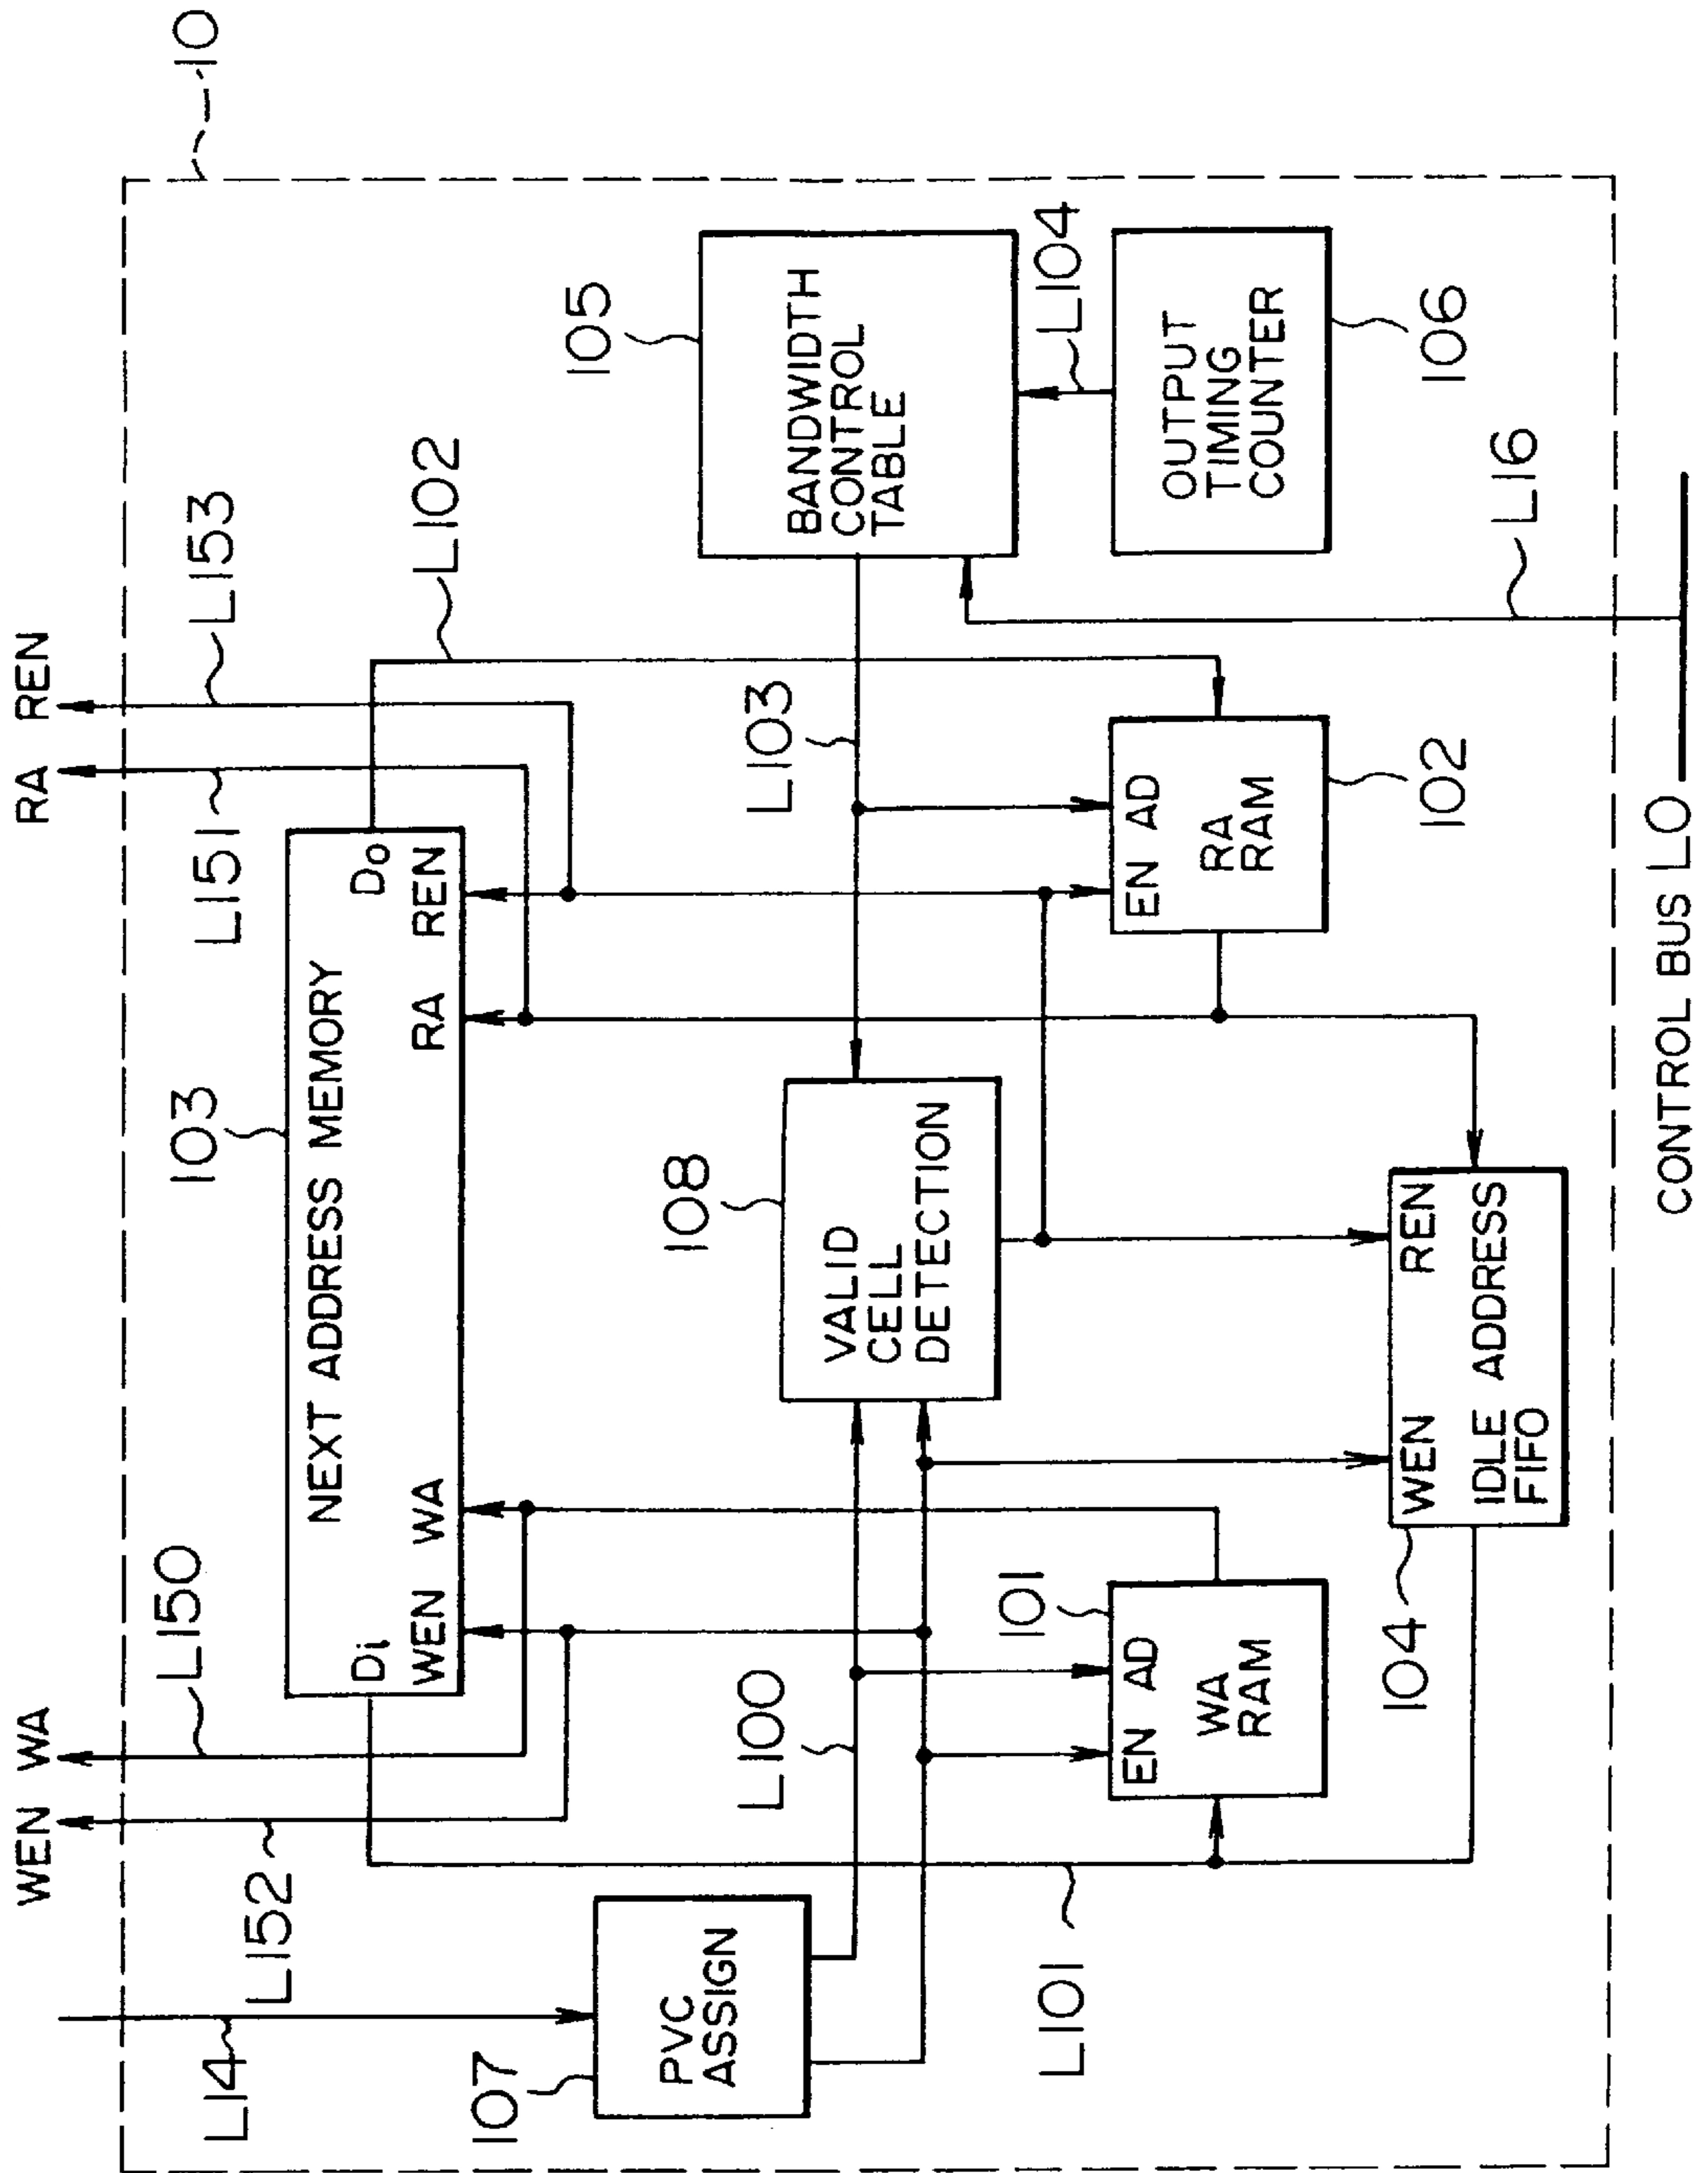 10
WEN WA
RA REN
L14
L152
L150
L151
L153
L102
103
NEXT ADDRESS MEMORY
Di
WEN WA
RA REN
Do
107
PVC
ASSIGN
L100
108
VALID
CELL
DETECTION
L103
105
BANDWIDTH
CONTROL
TABLE
L104
OUTPUT
TIMING
COUNTER
106
L101
101
EN AD
WA
RAM
EN AD
RA
RAM
102
L16
104
WEN REN
IDLE ADDRESS
FIFO
CONTROL BUS L0